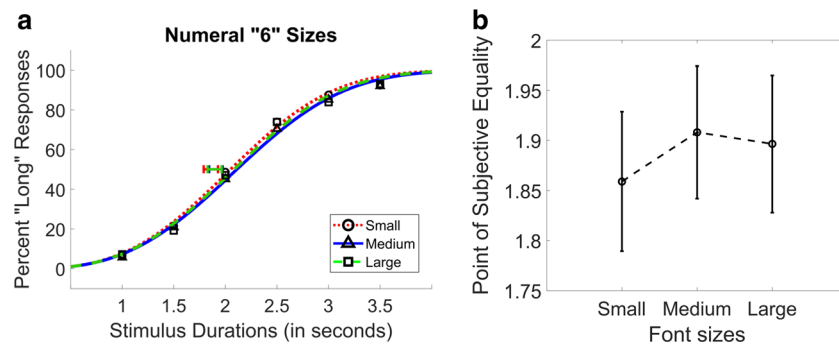 a
Numeral "6" Sizes
Percent "Long" Responses
100
80
60
40
20
0
1 1.5 2 2.5 3 3.5
Stimulus Durations (in seconds)
Small
Medium
Large
b
Point of Subjective Equality
2
1.95
1.9
1.85
1.8
1.75
Small Medium Large
Font sizes